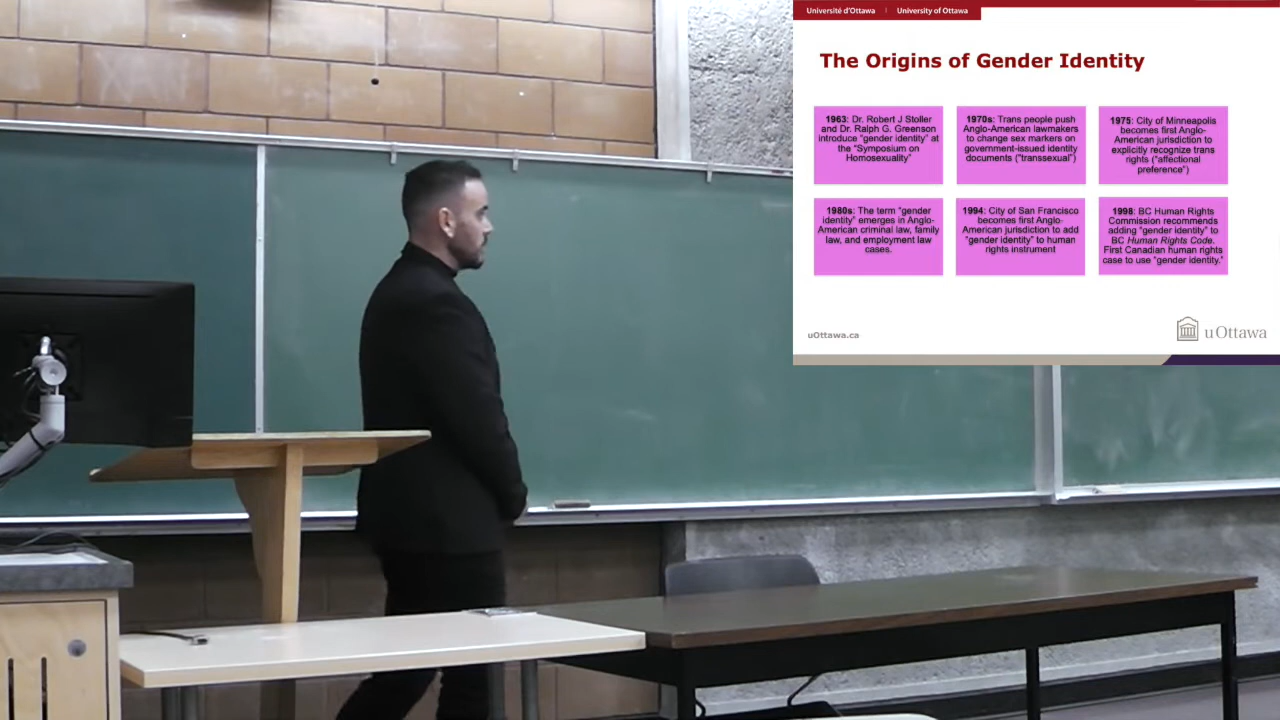 Université d'Ottawa | University of Ottawa
The Origins of Gender Identity
1963: Dr. Robert J Stoller
and Dr. Ralph G. Greenson
introduce "gender identity" at
the "Symposium on
Homosexuality"
1970s: Trans people push
Anglo-American lawmakers
to change sex markers on
government-issued identity
documents ("transsexual")
1975: City of Minneapolis
becomes first Anglo-
American jurisdiction to
explicitly recognize trans
rights ("affectional
preference")
1980s: The term "gender
identity" emerges in Anglo-
American criminal law, family
law, and employment law
cases.
1994: City of San Francisco
becomes first Anglo-
American jurisdiction to add
"gender identity" to human
rights instrument
1998: BC Human Rights
Commission recommends
adding "gender identity" to
BC Human Rights Code.
First Canadian human rights
case to use "gender identity."
uOttawa.ca
uOttawa